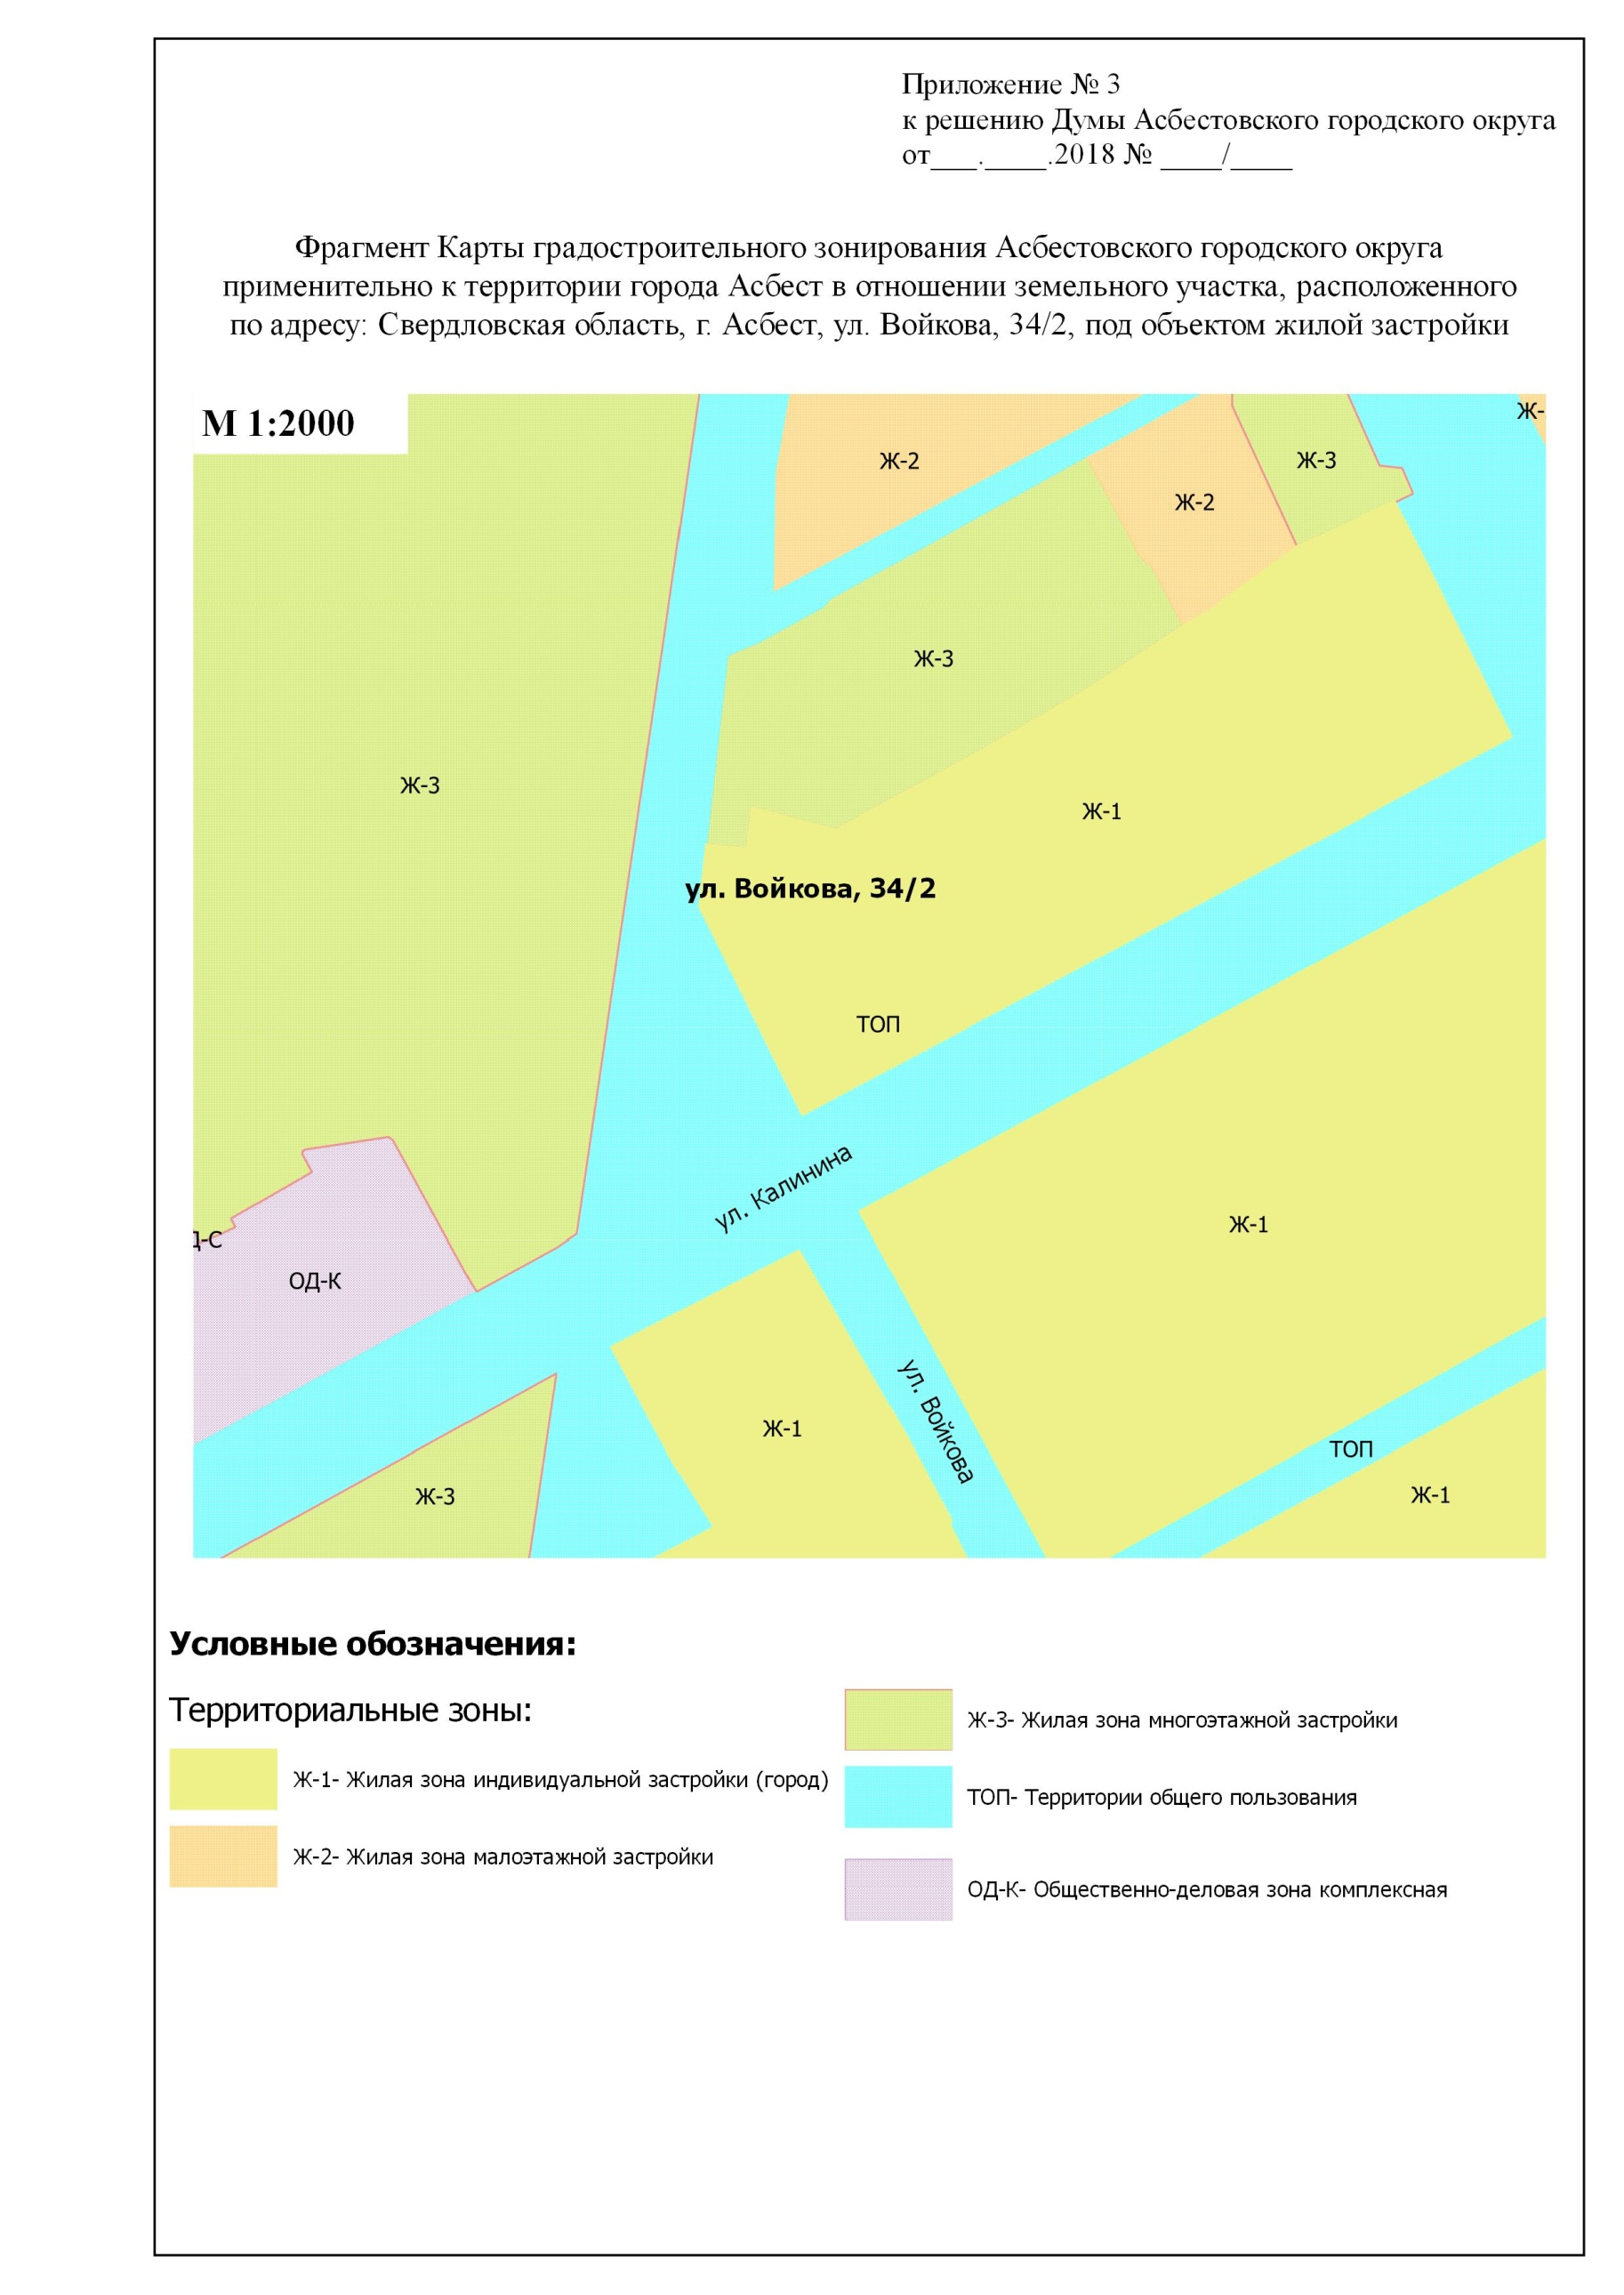 Приложение № 3
к решению Думы Асбестовского городского округа
от___.____.2018 № ____/____
Фрагмент Карты градостроительного зонирования Асбестовского городского округа
применительно к территории города Асбест в отношении земельного участка, расположенного
по адресу: Свердловская область, г. Асбест, ул. Войкова, 34/2, под объектом жилой застройки
М 1:2000
Ж-
Ж-2
Ж-3
Ж-2
Ж-3
Ж-3
Ж-1
ул. Войкова, 34/2
ТОП
ул. Калинина
Ж-1
Д-С
ОД-К
ул. Войкова
Ж-1
ТОП
Ж-3
Ж-1
Условные обозначения:
Территориальные зоны:
Ж-1- Жилая зона индивидуальной застройки (город)
Ж-2- Жилая зона малоэтажной застройки
Ж-3- Жилая зона многоэтажной застройки
ТОП- Территории общего пользования
ОД-К- Общественно-деловая зона комплексная